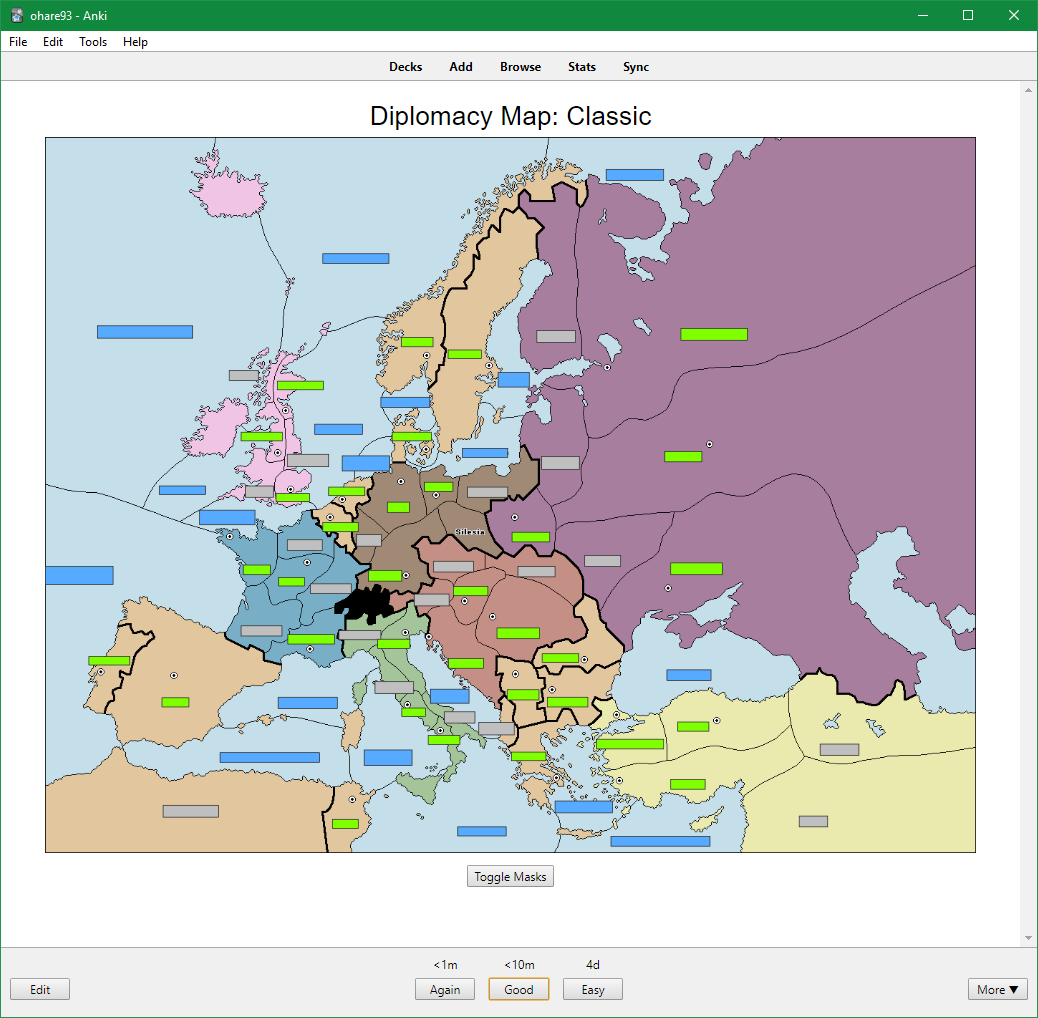 ohare93 - Anki
File Edit Tools Help
Decks Add Browse Stats Sync
Diplomacy Map: Classic
Silesia
Toggle Masks
<1m <10m 4d
Edit Again Good Easy More ▼